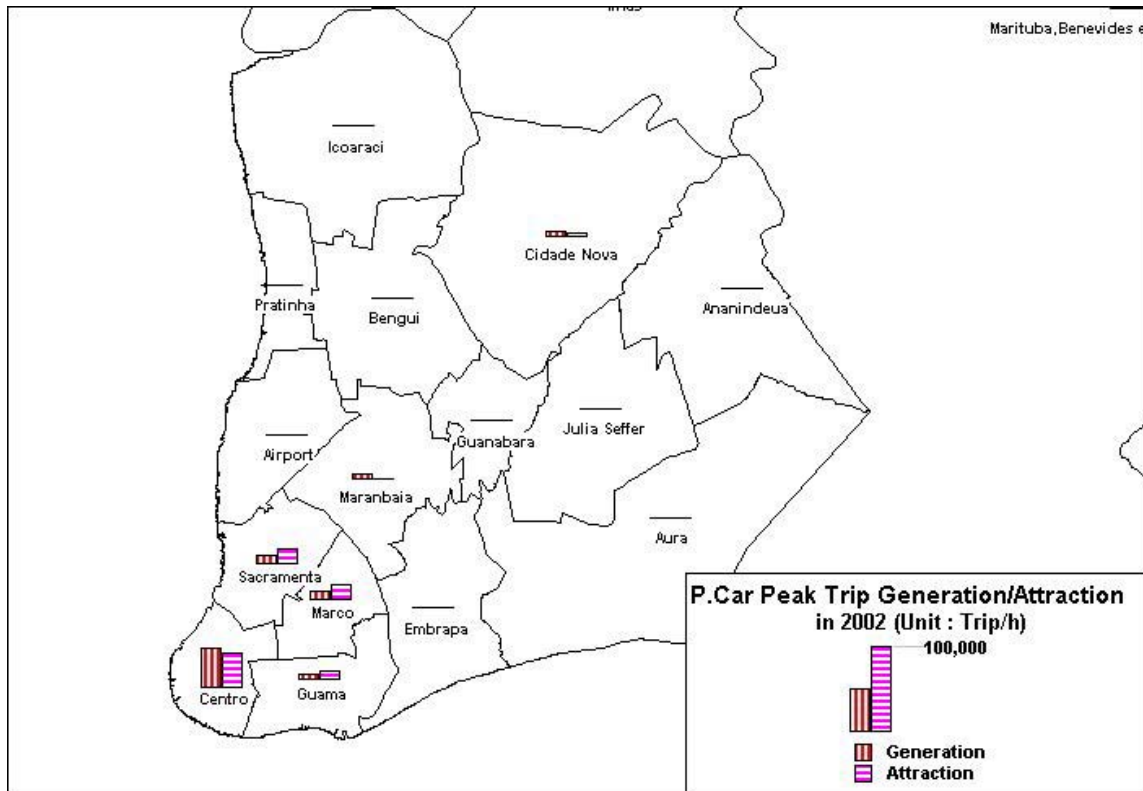 Marituba,Benevides e
Icoaraci
Cidade Nova
Pratinha
Bengui
Ananindeua
Guanabara
Julia Seffer
Airport
Maranbaia
Aura
Sacramenta
Marco
Embrapa
Centro
Guama
P.Car Peak Trip Generation/Attraction
in 2002 (Unit : Trip/h)
100,000
Generation
Attraction